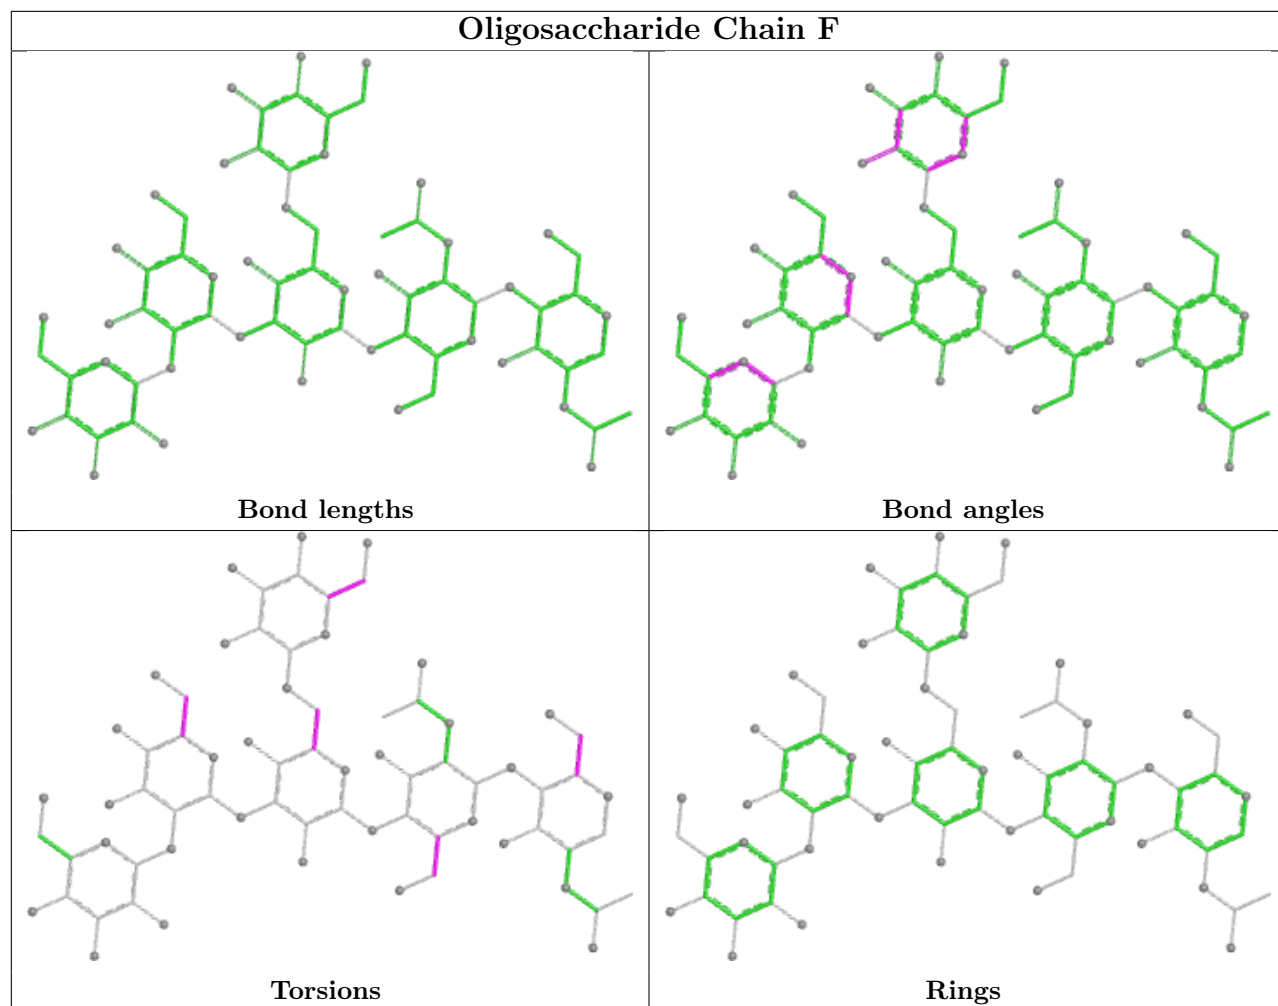 Oligosaccharide Chain F
Bond lengths
Bond angles
Torsions
Rings